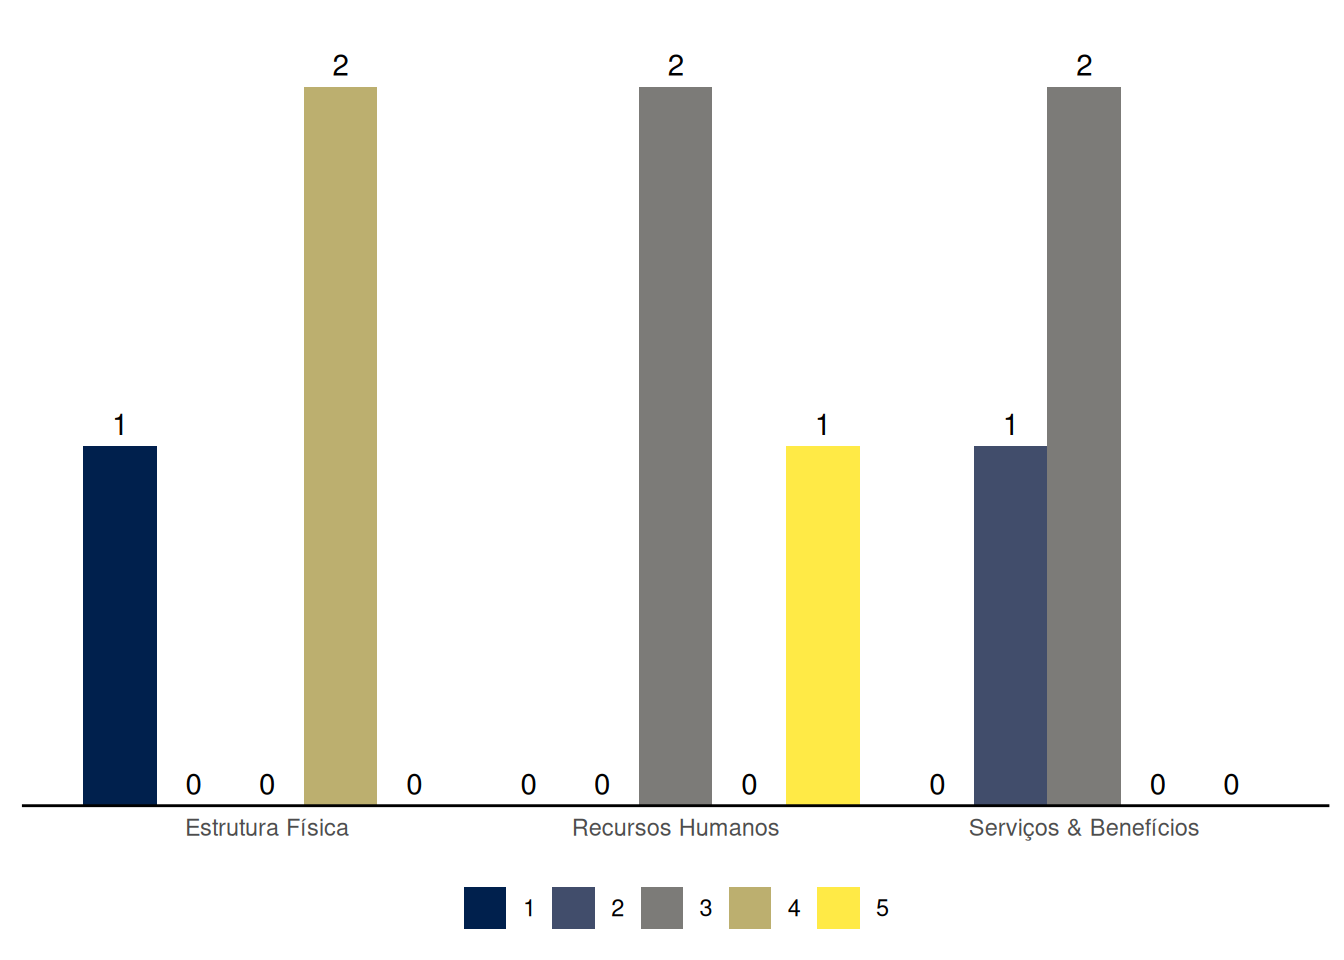 2 2 2
1 1 1
0 0 0 0 0 0 0 0 0
Estrutura Física Recursos Humanos Serviços & Benefícios
1 2 3 4 5